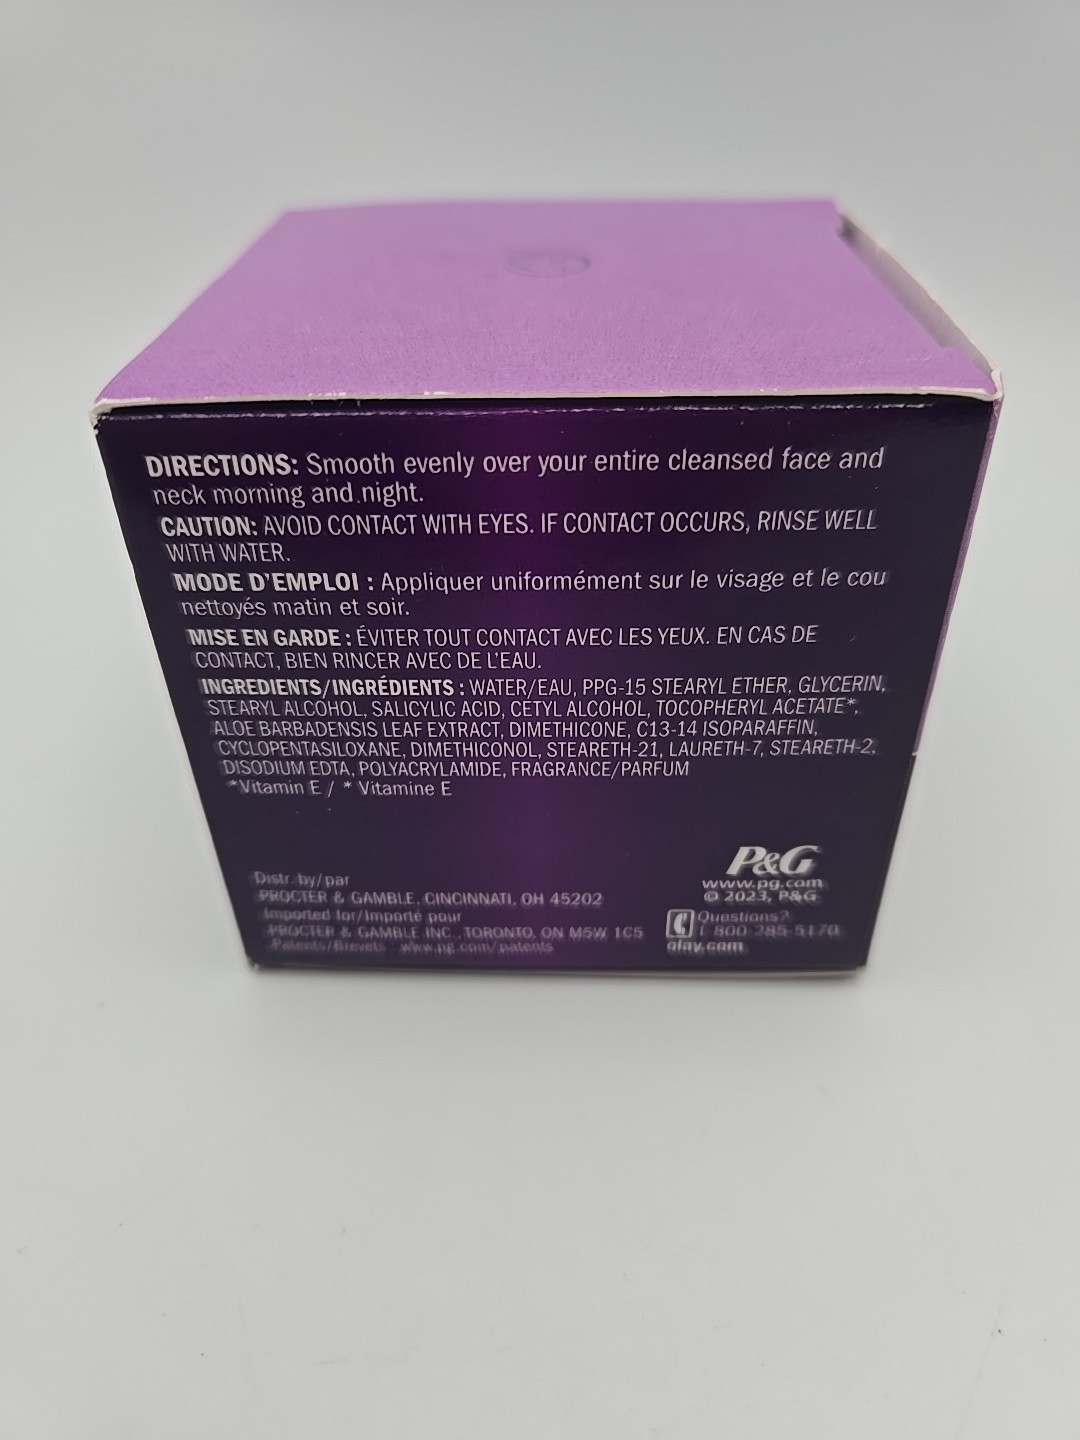 DIRECTIONS: Smooth evenly over your entire cleansed face and
neck morning and night.
CAUTION: AVOID CONTACT WITH EYES. IF CONTACT OCCURS, RINSE WELL
WITH WATER.
MODE D'EMPLOI : Appliquer uniformément sur le visage et le cou
nettoyés matin et soir.
MISE EN GARDE : ÉVITER TOUT CONTACT AVEC LES YEUX. EN CAS DE
CONTACT, BIEN RINCER AVEC DE L'EAU.
INGREDIENTS/INGRÉDIENTS : WATER/EAU, PPG-15 STEARYL ETHER, GLYCERIN,
STEARYL ALCOHOL, SALICYLIC ACID, CETYL ALCOHOL, TOCOPHERYL ACETATE*,
ALOE BARBADENSIS LEAF EXTRACT, DIMETHICONE, C13-14 ISOPARAFFIN,
CYCLOPENTASILOXANE, DIMETHICONOL, STEARETH-21, LAURETH-7, STEARETH-2,
DISODIUM EDTA, POLYACRYLAMIDE, FRAGRANCE/PARFUM
*Vitamin E / * Vitamine E
Distr. by/par
PROCTER & GAMBLE, CINCINNATI, OH 45202
Imported for/Importé pour
PROCTER & GAMBLE INC., TORONTO, ON M5W 1C5
Patents/Brevets : www.pg.com/patents
P&G
www.pg.com
© 2023, P&G
Questions?
1-800-285-5170
olay.com